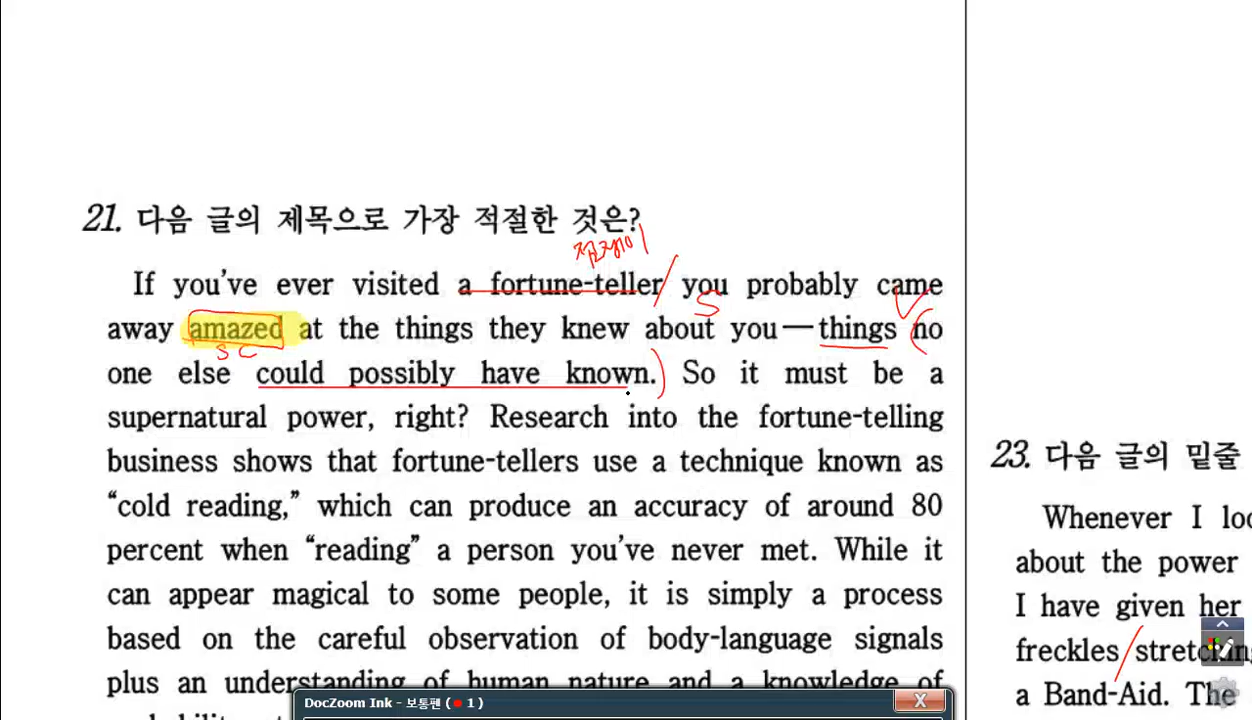 21. 다음 글의 제목으로 가장 적절한 것은?
점쟁이
If you've ever visited a fortune-teller / you probably came
S V
away amazed at the things they knew about you—things (no
S C
one else could possibly have known.) So it must be a
supernatural power, right? Research into the fortune-telling
business shows that fortune-tellers use a technique known as
“cold reading,” which can produce an accuracy of around 80
percent when “reading” a person you've never met. While it
can appear magical to some people, it is simply a process
based on the careful observation of body-language signals
plus an understanding of human nature and a knowledge of
DocZoom Ink - 보통펜 ( 1 )
X
23. 다음 글의 밑줄
Whenever I loo
about the power
I have given her
freckles / stretching
a Band-Aid. The